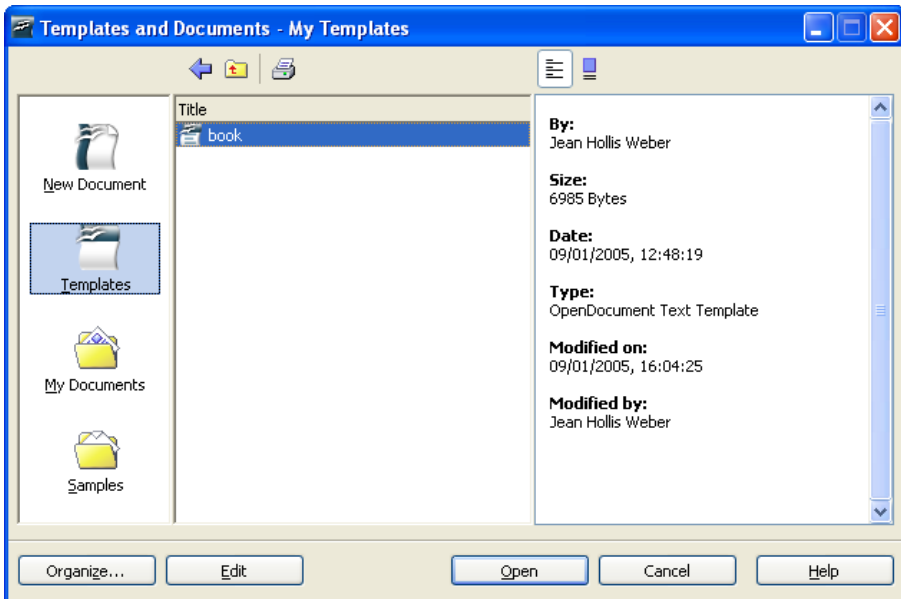 Templates and Documents - My Templates
New Document
Templates
My Documents
Samples
Title
book
By:
Jean Hollis Weber
Size:
6985 Bytes
Date:
09/01/2005, 12:48:19
Type:
OpenDocument Text Template
Modified on:
09/01/2005, 16:04:25
Modified by:
Jean Hollis Weber
Organize... Edit Open Cancel Help